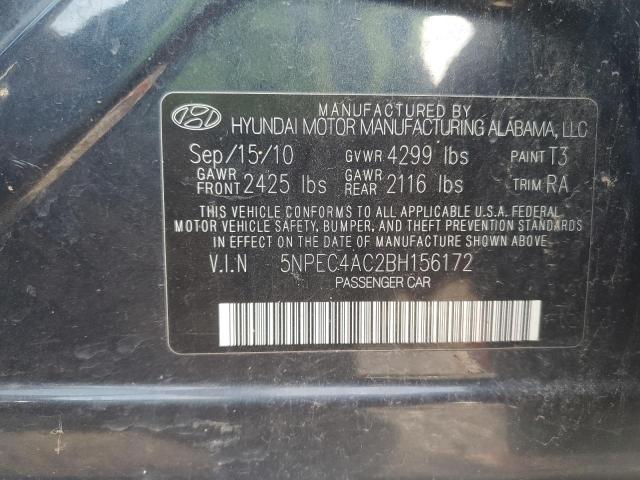 MANUFACTURED BY
HYUNDAI MOTOR MANUFACTURING ALABAMA, LLC
Sep/15/10 GVWR 4299 lbs PAINT T3
GAWR FRONT 2425 lbs GAWR REAR 2116 lbs TRIM RA
THIS VEHICLE CONFORMS TO ALL APPLICABLE U.S.A. FEDERAL
MOTOR VEHICLE SAFETY, BUMPER, AND THEFT PREVENTION
STANDARDS IN EFFECT ON THE
DATE OF MANUFACTURE SHOWN ABOVE.
V.I.N 5NPEC4AC2BH156172
PASSENGER CAR